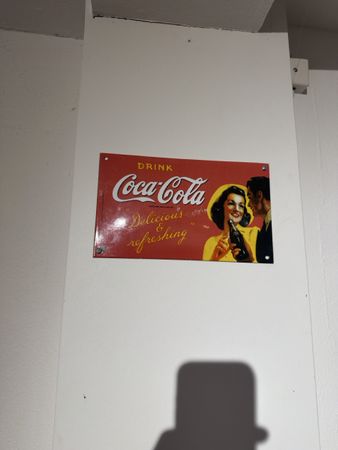 DRINK
Coca-Cola
Delicious
&
refreshing